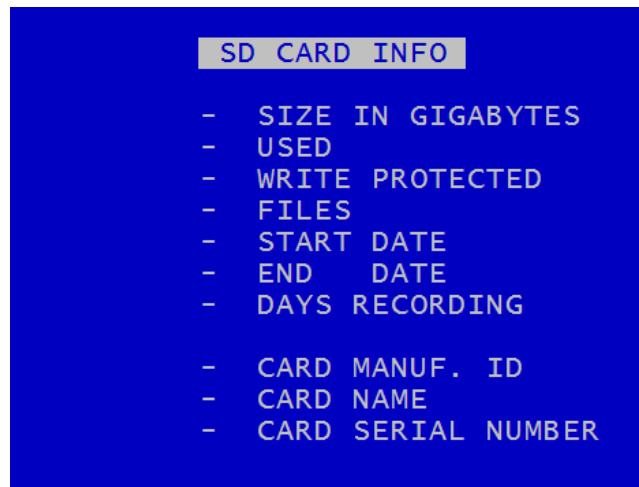 SD CARD INFO
- SIZE IN GIGABYTES
- USED
- WRITE PROTECTED
- FILES
- START DATE
- END DATE
- DAYS RECORDING
- CARD MANUF. ID
- CARD NAME
- CARD SERIAL NUMBER